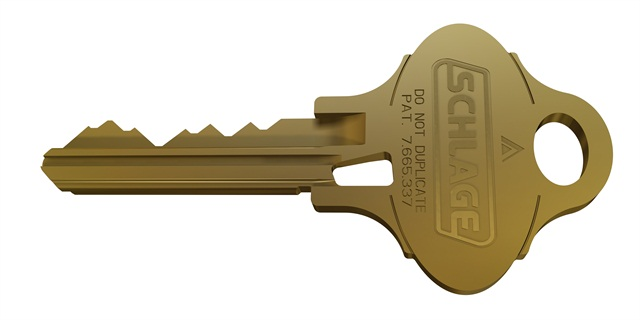 SCHLAGE
DO NOT DUPLICATE
PAT. 7.665.337